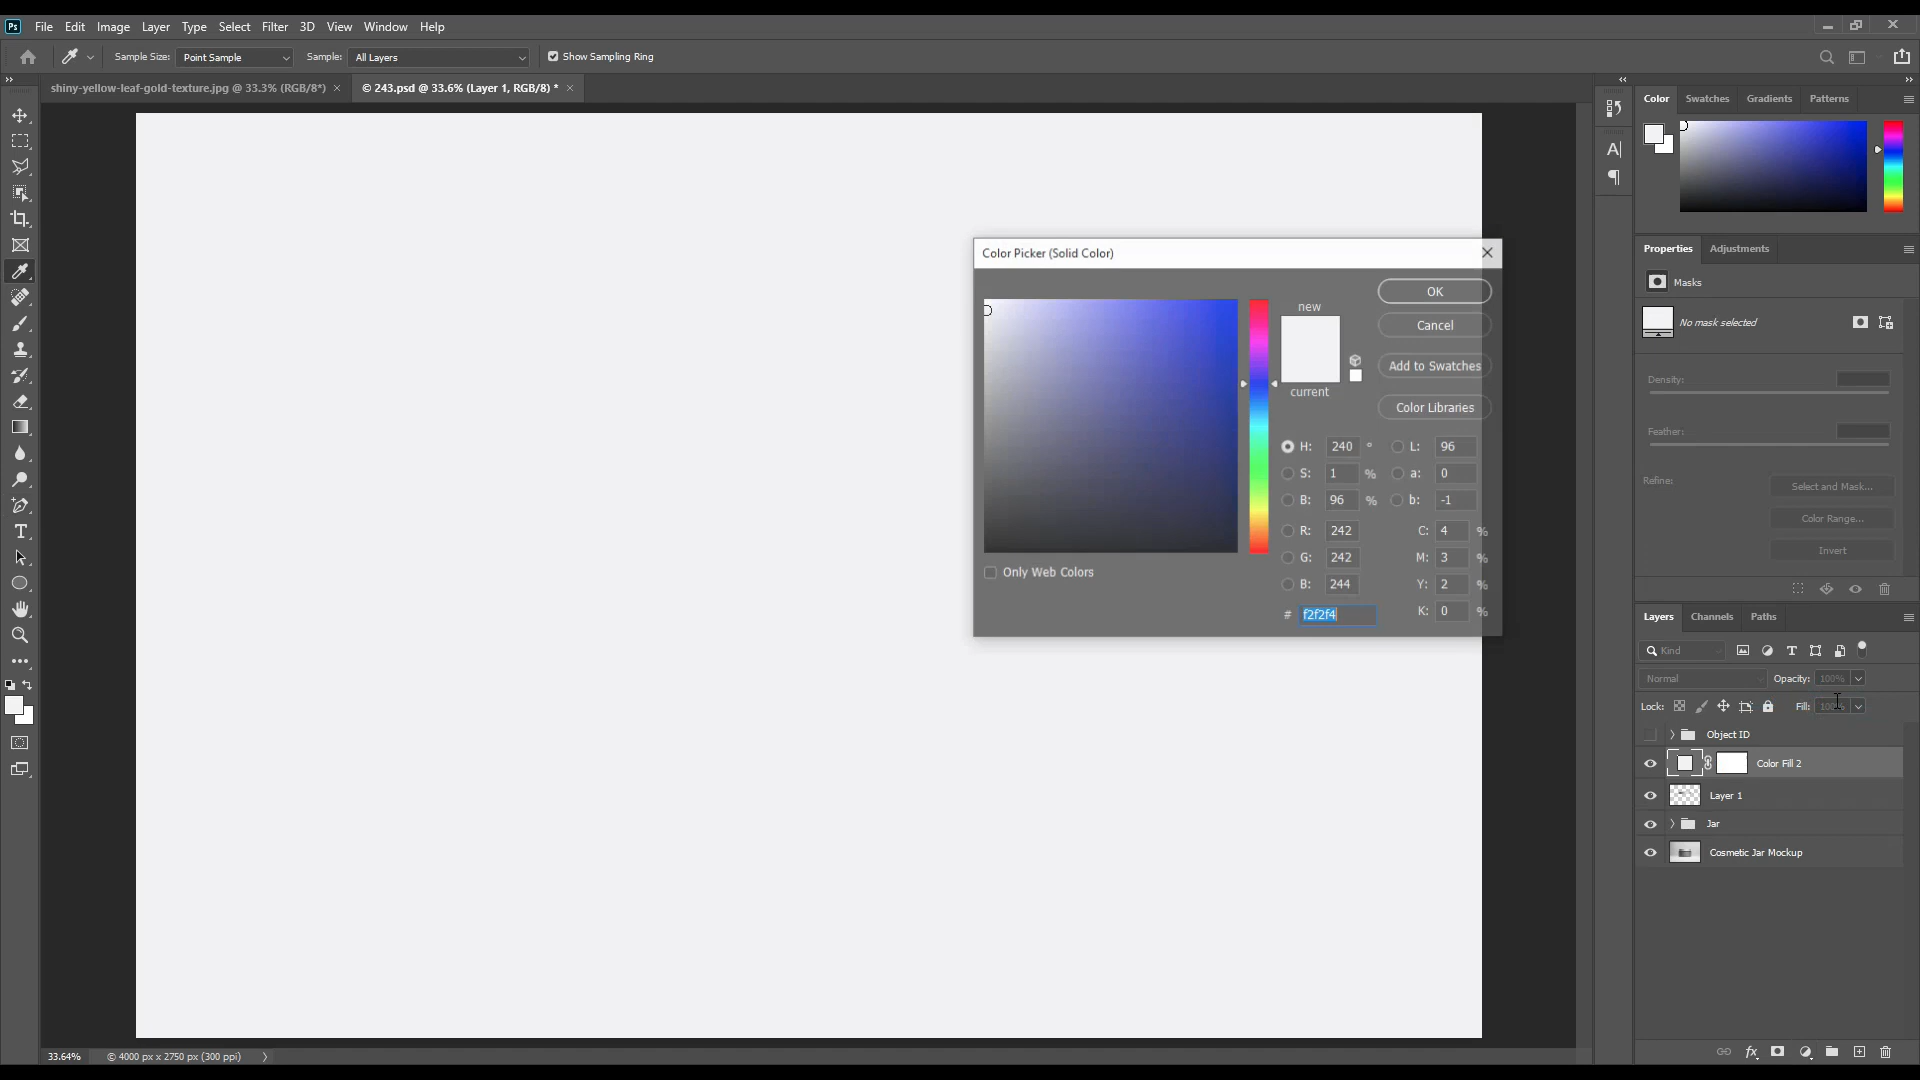 Ps File Edit Image Layer Type Select Filter 3D View Window Help
Sample Size: Point Sample Sample: All Layers Show Sampling Ring
shiny-yellow-leaf-gold-texture.jpg @ 33.3% (RGB/8*) × © 243.psd @ 33.6% (Layer 1, RGB/8) * ×
Color Swatches Gradients Patterns
Properties Adjustments
Masks
No mask selected
Density:
Feather:
Refine:
Select and Mask...
Color Range...
Invert
Color Picker (Solid Color)
new
current
OK
Cancel
Add to Swatches
Color Libraries
H: 240 ° L: 96
S: 1 % a: 0
B: 96 % b: -1
R: 242 C: 4 %
G: 242 M: 3 %
B: 244 Y: 2 %
# f2f2f4 K: 0 %
Only Web Colors
Layers Channels Paths
Kind
Normal Opacity: 100%
Lock: Fill: 100%
Object ID
Color Fill 2
Layer 1
Jar
Cosmetic Jar Mockup
33.64% © 4000 px x 2750 px (300 ppi)